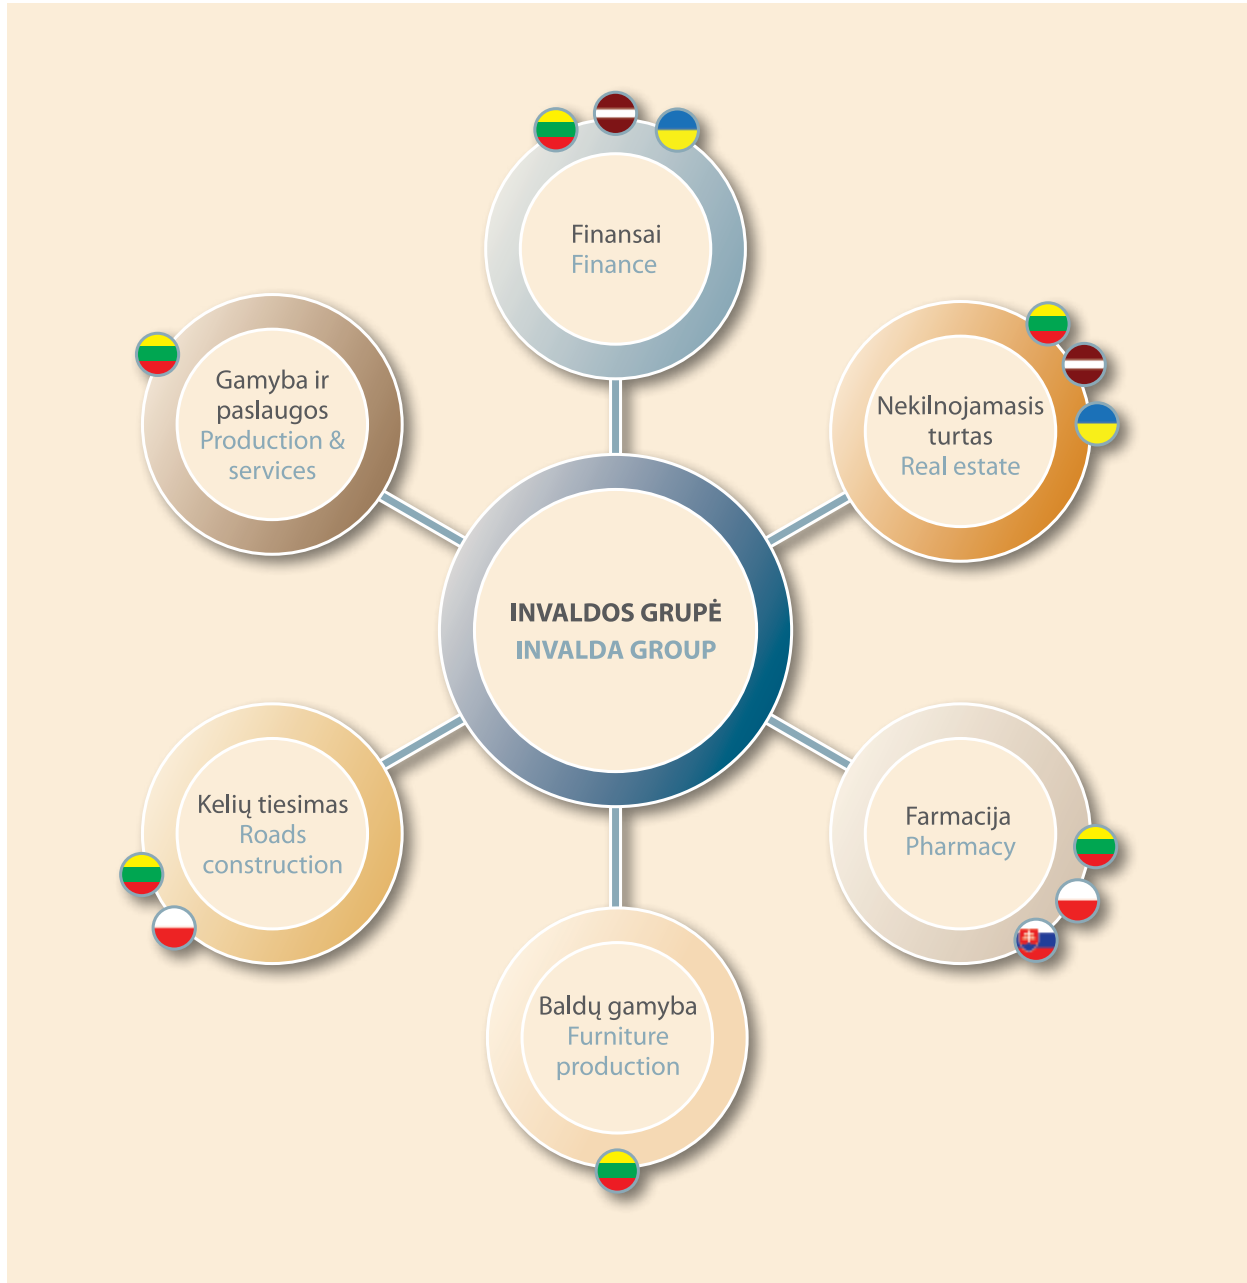 Finansai
Finance
Gamyba ir
paslaugos
Production &
services
Nekilnojamasis
turtas
Real estate
INVALDOS GRUPĖ
INVALDA GROUP
Kelių tiesimas
Roads
construction
Farmacija
Pharmacy
Baldų gamyba
Furniture
production